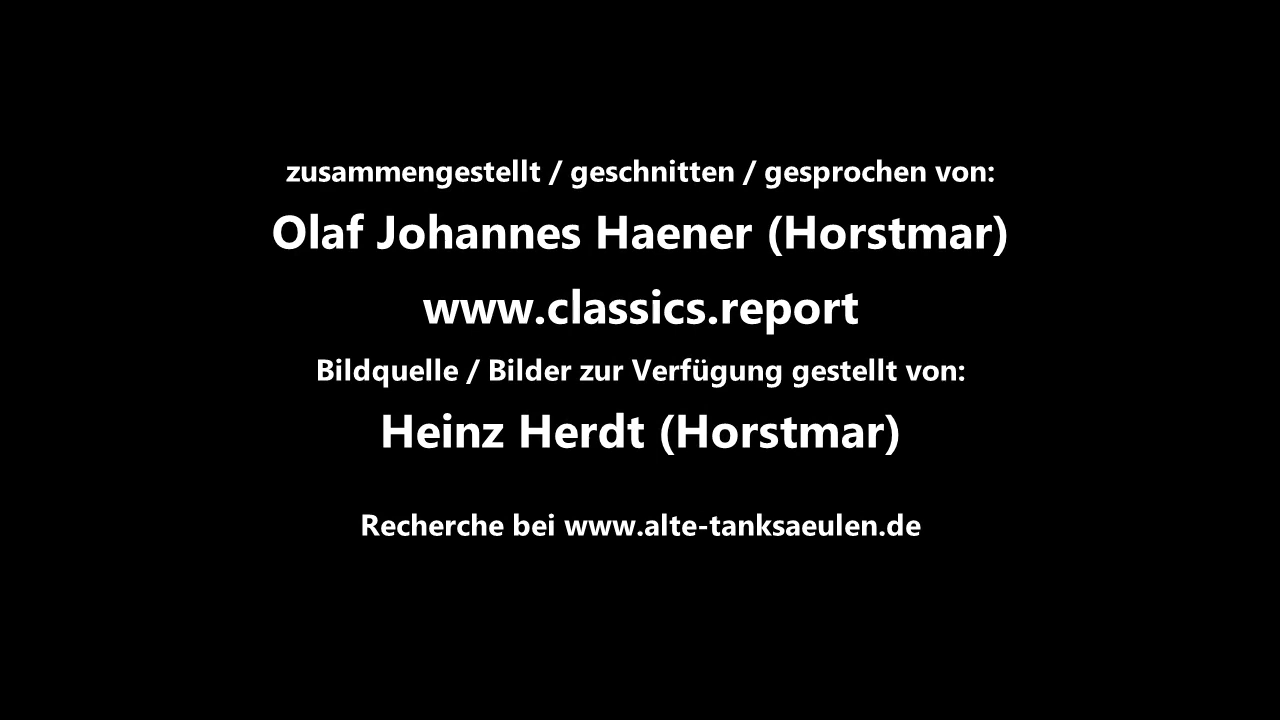 zusammengestellt / geschnitten / gesprochen von:
Olaf Johannes Haener (Horstmar)
www.classics.report
Bildquelle / Bilder zur Verfügung gestellt von:
Heinz Herdt (Horstmar)
Recherche bei www.alte-tanksaeulen.de